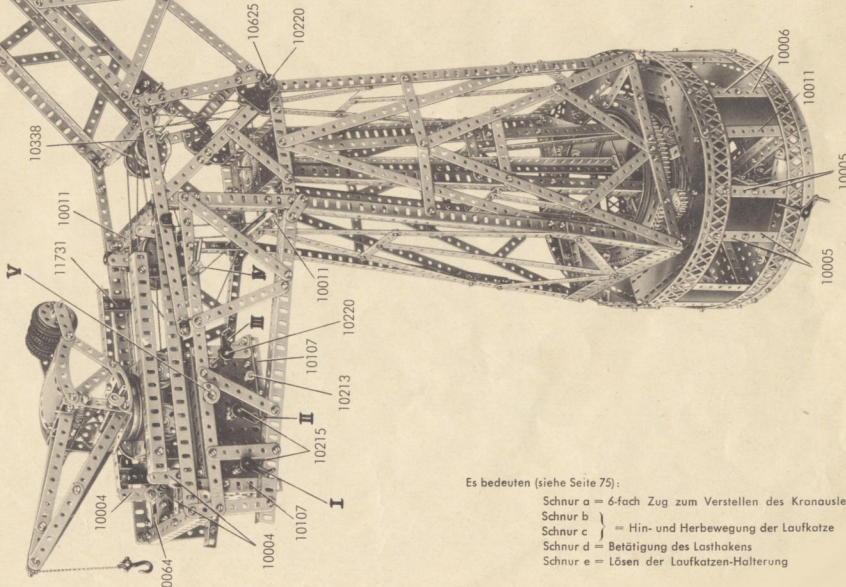 10625
10220
10338
10011
11731
V
10006
10011
10005
10005
10011
IV
III
10220
10107
10213
II
10215
I
10107
10004
10004
0064
Es bedeuten (siehe Seite 75):
Schnur a = 6-fach Zug zum Verstellen des Kranausle
Schnur b
Schnur c } = Hin- und Herbewegung der Laufkatze
Schnur d = Betätigung des Lasthakens
Schnur e = Lösen der Laufkatzen-Halterung